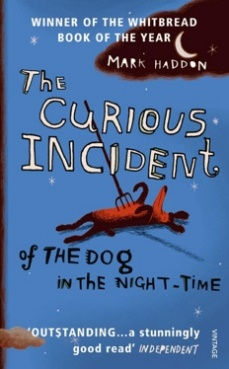 WINNER OF THE WHITBREAD
BOOK OF THE YEAR
MARK HADDON
The
CURIOUS
INCIDENT
of THE DOG
IN THE NIGHT-TIME
'OUTSTANDING...a stunningly
good read' INDEPENDENT
VINTAGE